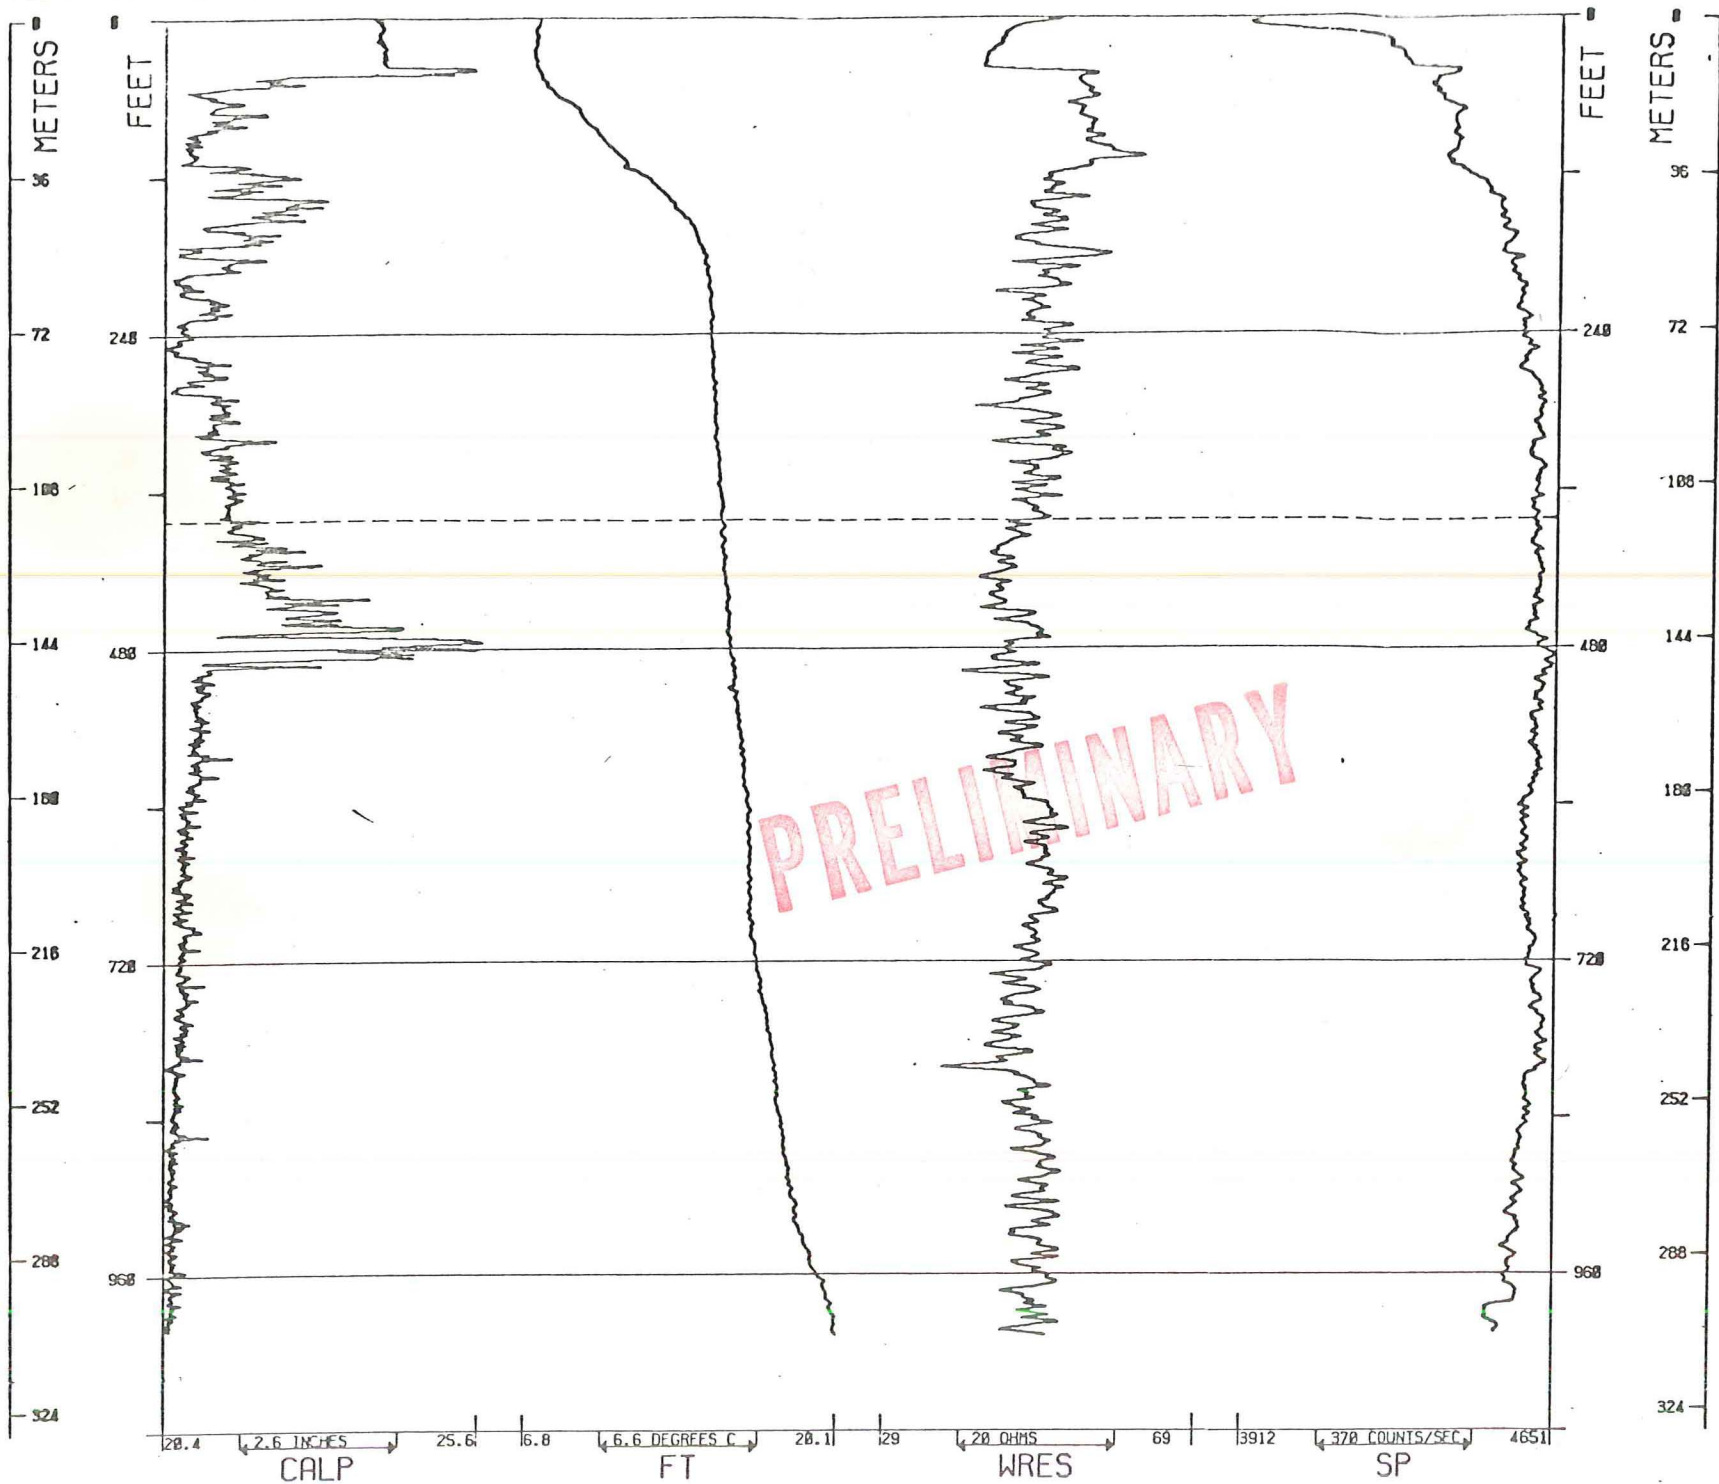 0 0 0 0
METERS FEET FEET METERS
36 36
72 240 240 72
108 108
144 480 480 144
PRELIMINARY
180 180
216 720 720 216
252 252
288 960 960 288
324 324
20.4 2.6 INCHES 25.6 6.8 6.6 DEGREES C 20.1 29 20 OHMS 69 3912 370 COUNTS/SEC 4651
CALP FT WRES SP